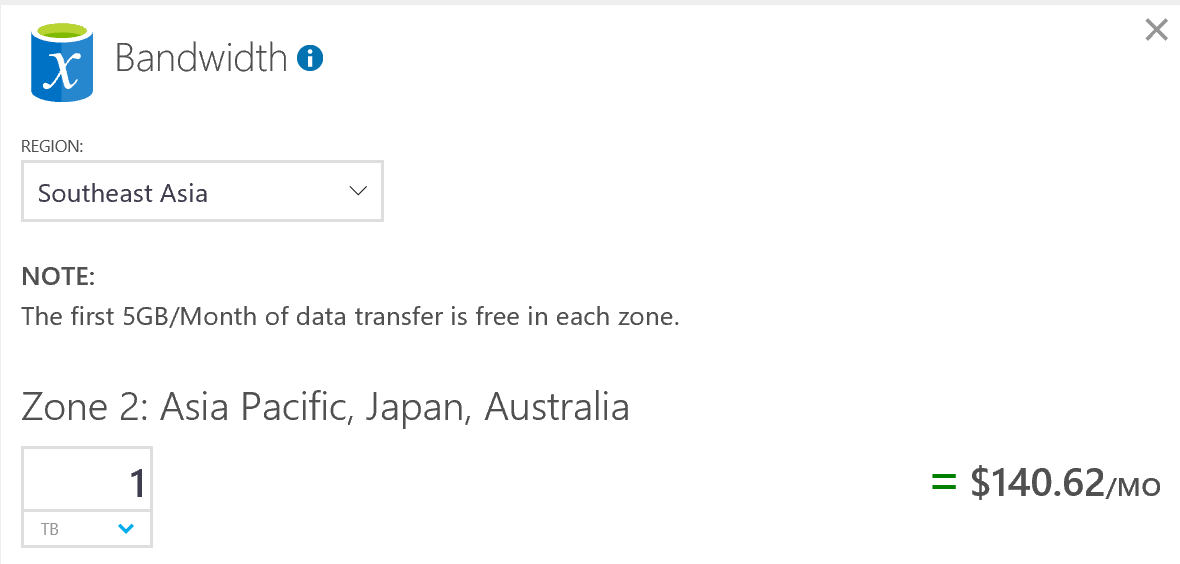 Bandwidth
REGION:
Southeast Asia
NOTE:
The first 5GB/Month of data transfer is free in each zone.
Zone 2: Asia Pacific, Japan, Australia
1
= $140.62/MO
TB